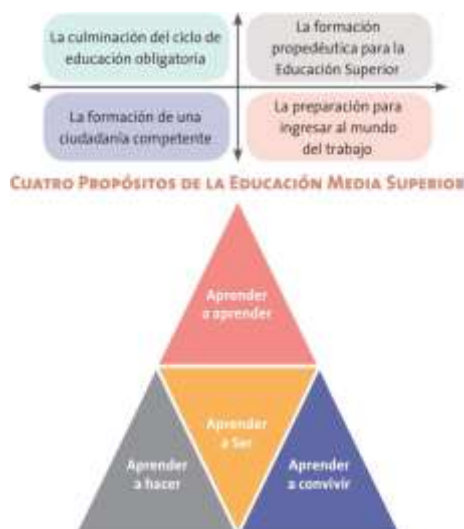 La culminación del ciclo de
educación obligatoria
La formación
propedéutica para la
Educación Superior
La formación de una
ciudadanía competente
La preparación para
ingresar al mundo
del trabajo
CUATRO PROPÓSITOS DE LA EDUCACIÓN MEDIA SUPERIOR
Aprender
a aprender
Aprender
a Ser
Aprender
a hacer
Aprender
a convivir